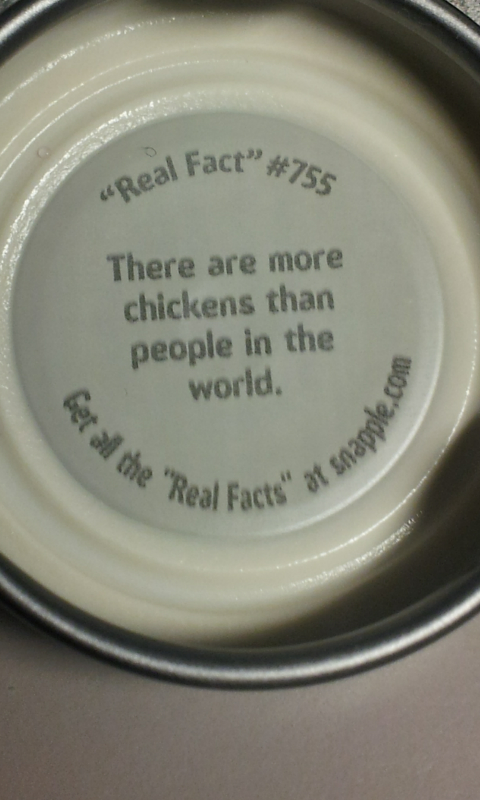 “Real Fact” #755
There are more
chickens than
people in the
world.
Get all the "Real Facts" at snapple.com